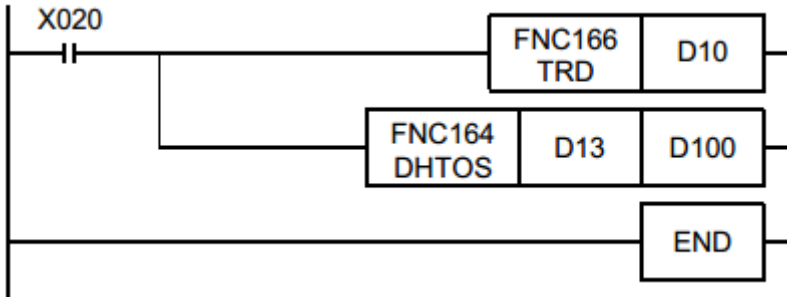 X020
FNC166
TRD
D10
FNC164
DHTOS
D13
D100
END